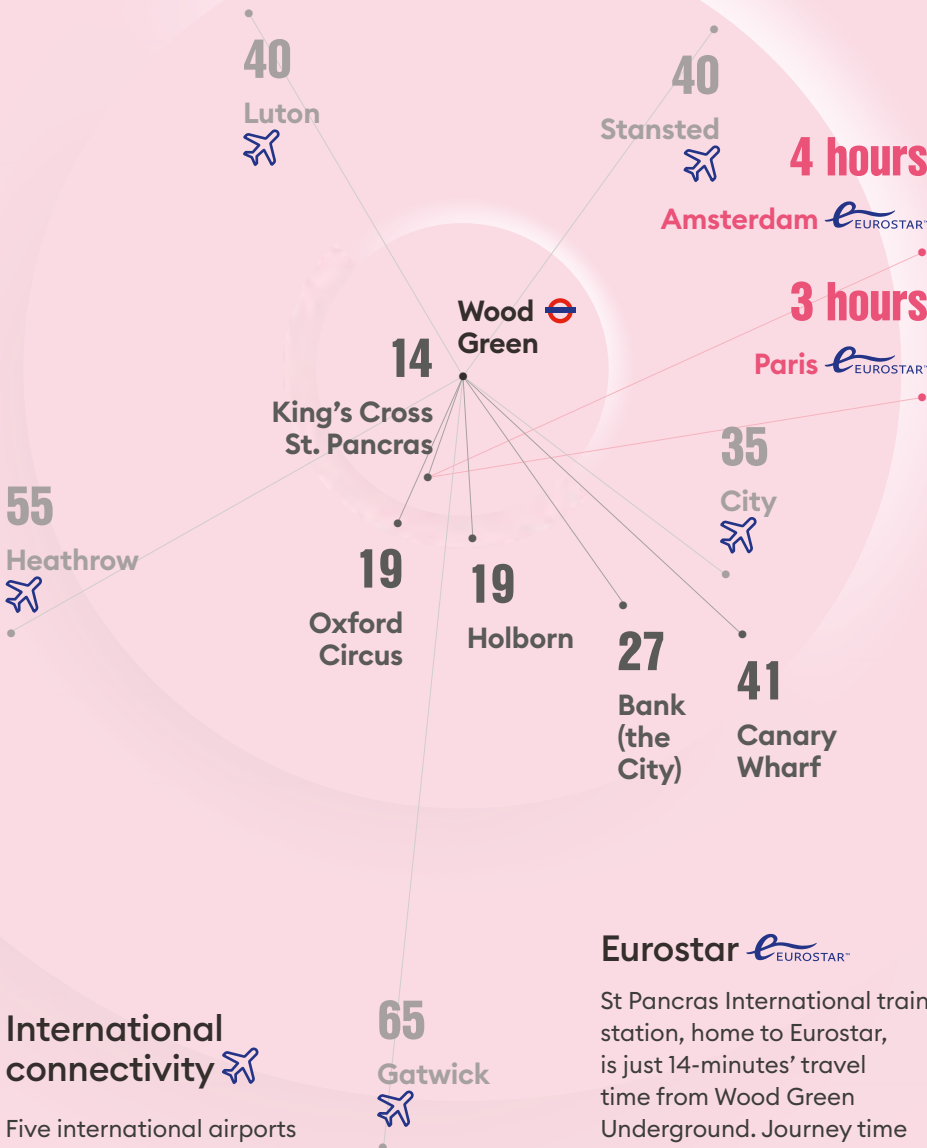 40
Luton
40
Stansted
4 hours
Amsterdam EUROSTAR™
3 hours
Paris EUROSTAR™
Wood
Green
14
King's Cross
St. Pancras
35
City
55
Heathrow
19
Oxford
Circus
19
Holborn
27
Bank
(the
City)
41
Canary
Wharf
65
Gatwick
International
connectivity
Five international airports
Eurostar EUROSTAR™
St Pancras International train
station, home to Eurostar,
is just 14-minutes' travel
time from Wood Green
Underground. Journey time